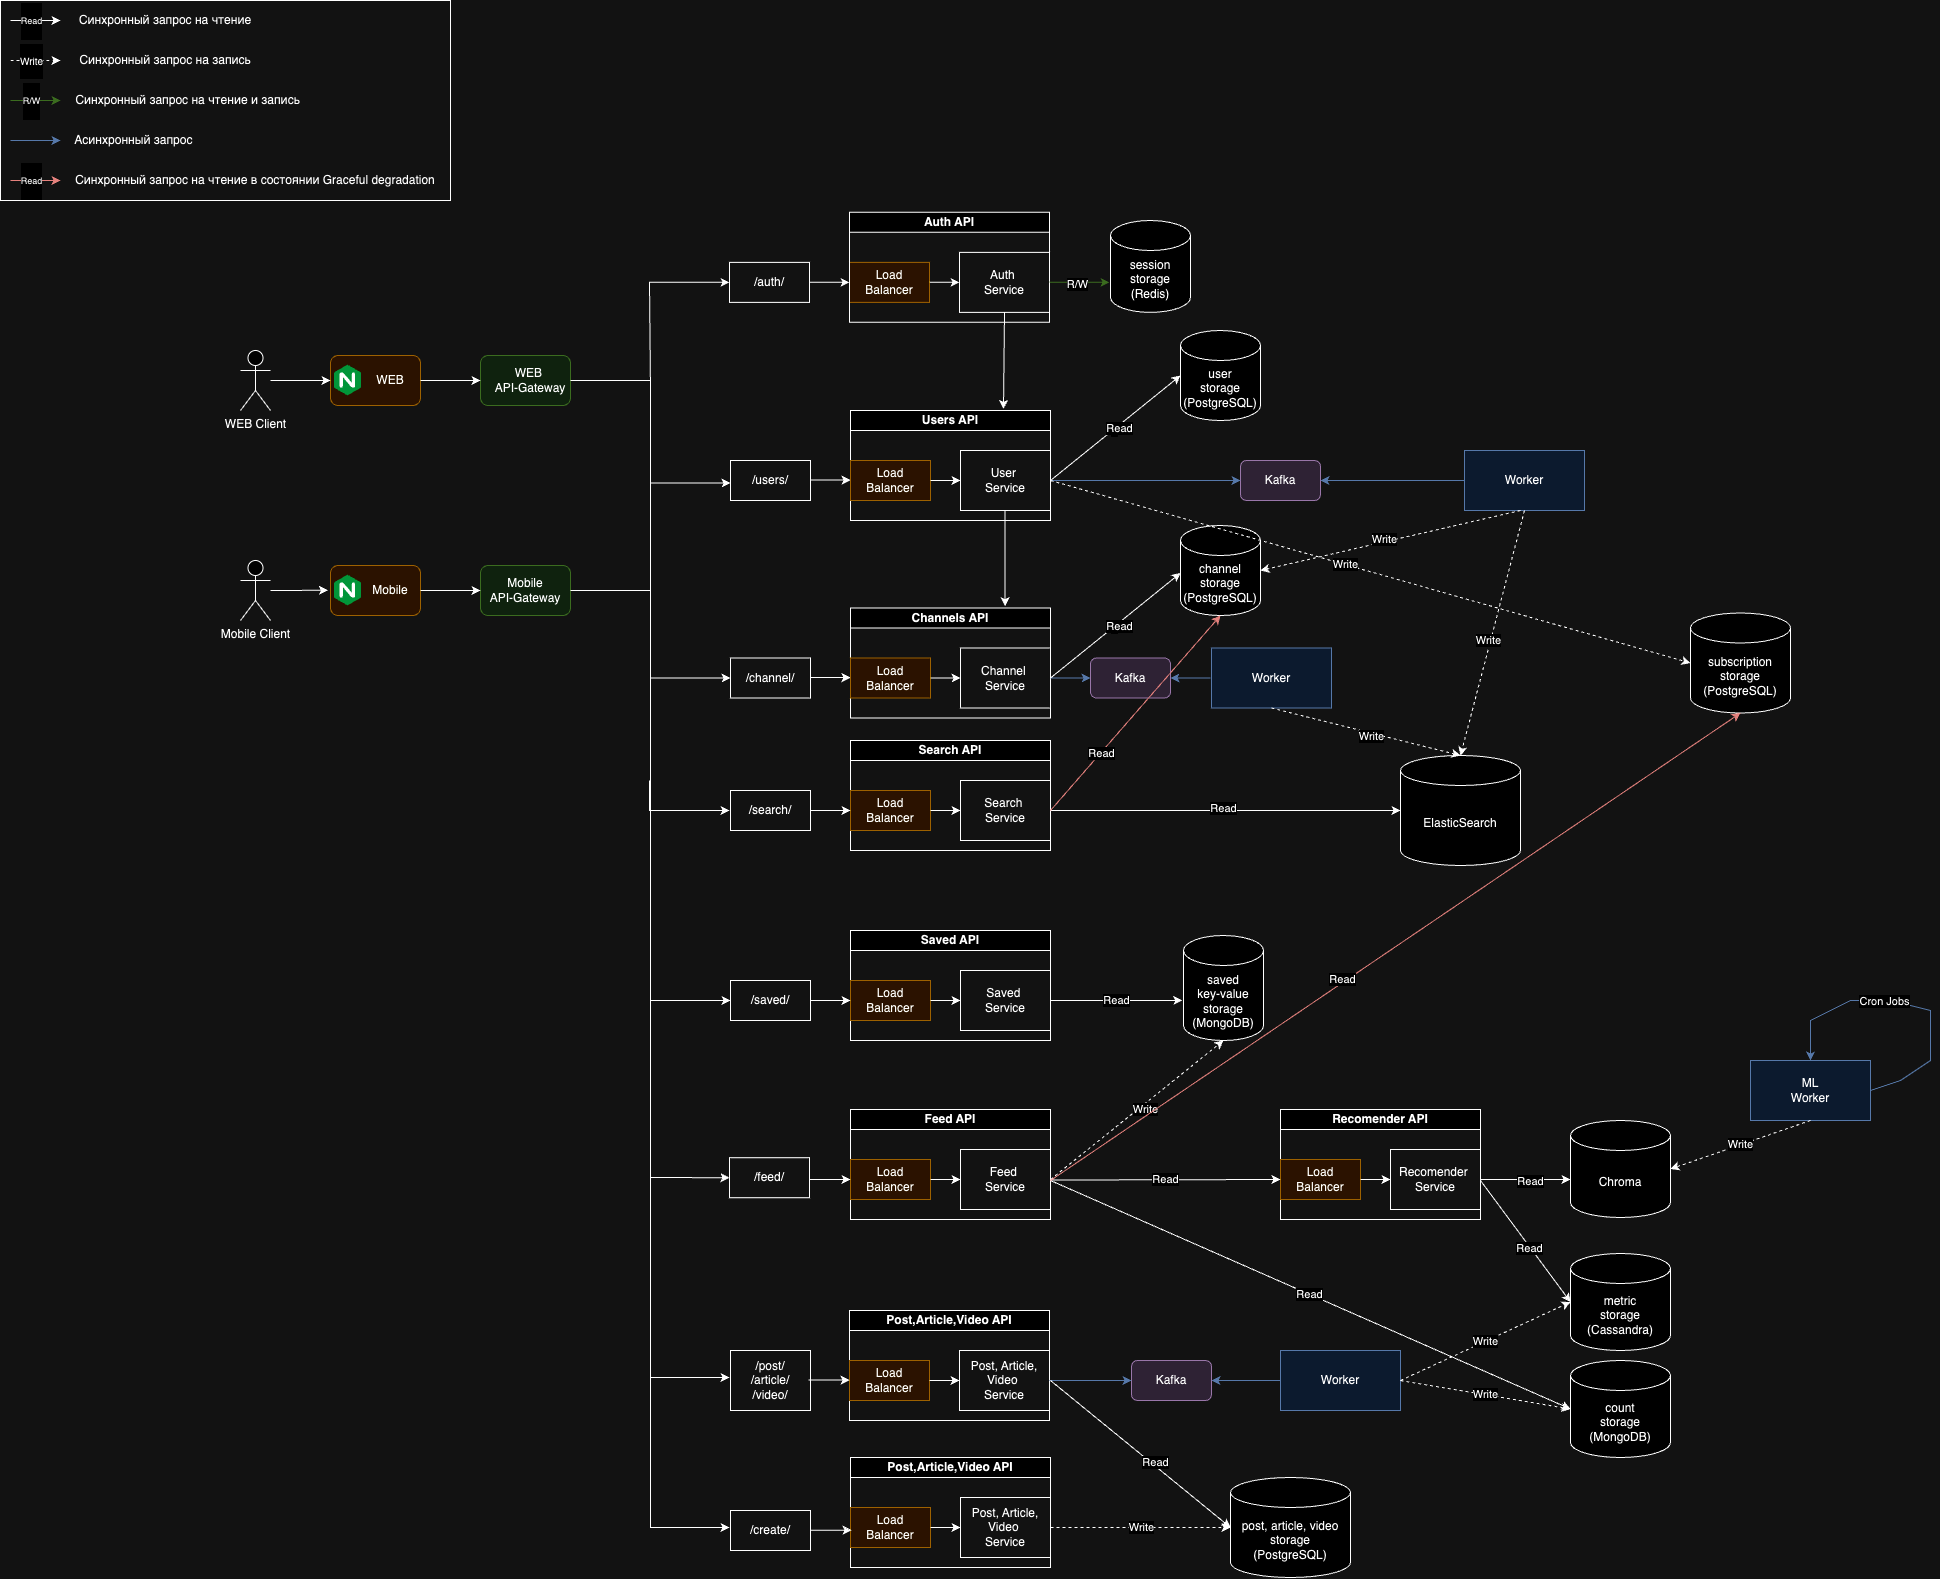 Read
Синхронный запрос на чтение
Write
Синхронный запрос на запись
R/W
Синхронный запрос на чтение и запись
Асинхронный запрос
Read
Синхронный запрос на чтение в состоянии Graceful degradation
Auth API
/auth/
Load
Balancer
Auth
Service
R/W
session
storage
(Redis)
WEB Client
WEB
WEB
API-Gateway
user
storage
(PostgreSQL)
Read
Users API
/users/
Load
Balancer
User
Service
Kafka
Worker
Write
Write
channel
storage
(PostgreSQL)
Mobile Client
Mobile
Mobile
API-Gateway
Read
Write
Channels API
/channel/
Load
Balancer
Channel
Service
Kafka
Worker
subscription
storage
(PostgreSQL)
Write
Read
Search API
/search/
Load
Balancer
Search
Service
Read
ElasticSearch
Saved API
/saved/
Load
Balancer
Saved
Service
Read
saved
key-value
storage
(MongoDB)
Read
Cron Jobs
ML
Worker
Write
Write
Feed API
/feed/
Load
Balancer
Feed
Service
Read
Recomender API
Load
Balancer
Recomender
Service
Read
Chroma
Read
Read
metric
storage
(Cassandra)
Write
Post,Article,Video API
/post/
/article/
/video/
Load
Balancer
Post, Article,
Video
Service
Kafka
Worker
Write
count
storage
(MongoDB)
Read
Post,Article,Video API
/create/
Load
Balancer
Post, Article,
Video
Service
Write
post, article, video
storage
(PostgreSQL)